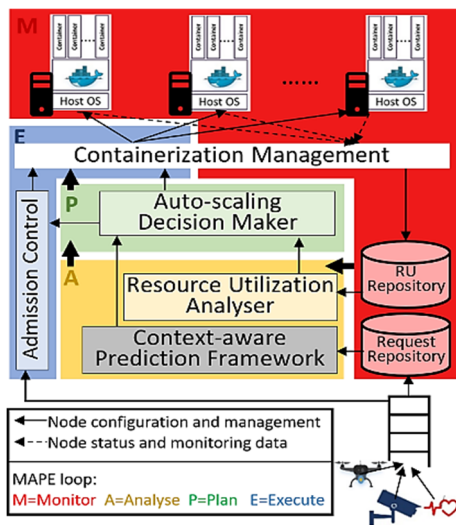 M
Container
Container
Container
Container
Container
Container
Container
Container
Container
Host OS
Host OS
Host OS
......
E
Containerization Management
P
Auto-scaling
Decision Maker
Admission Control
A
Resource Utilization
Analyser
RU
Repository
Context-aware
Prediction Framework
Request
Repository
Node configuration and management
Node status and monitoring data
MAPE loop:
M=Monitor A=Analyse P=Plan E=Execute